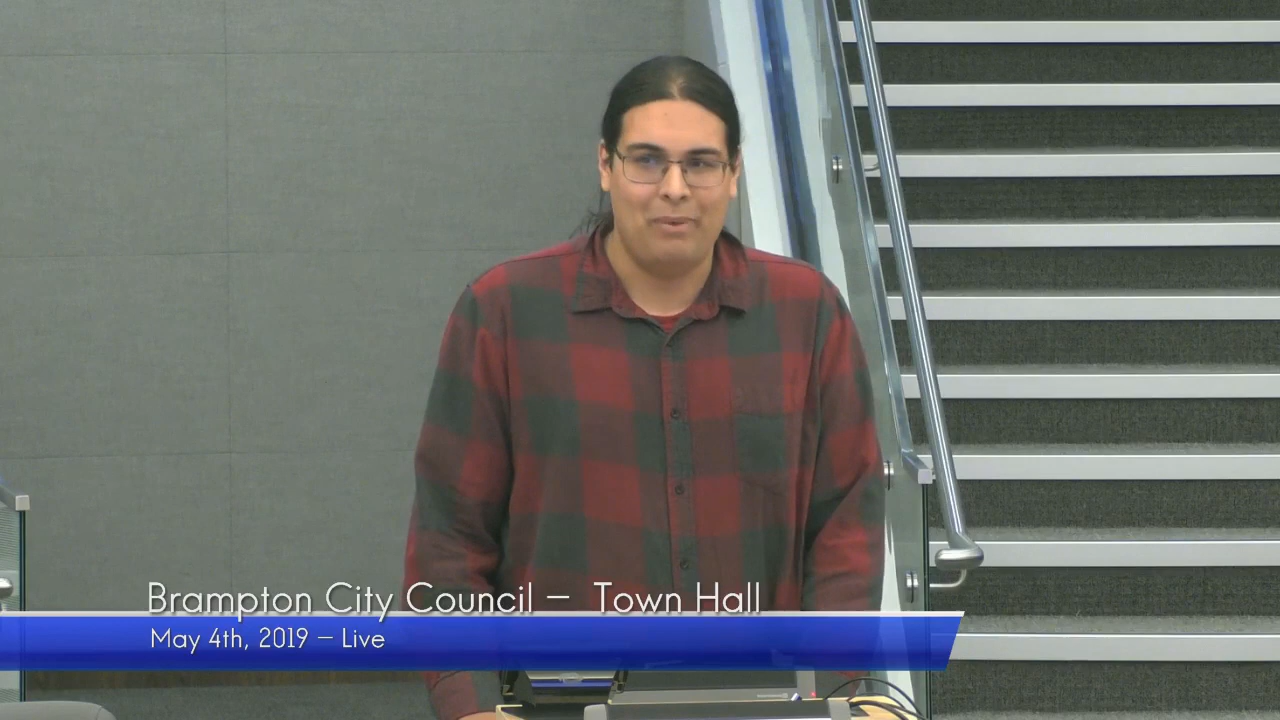 Brampton City Council – Town Hall
May 4th, 2019 – Live